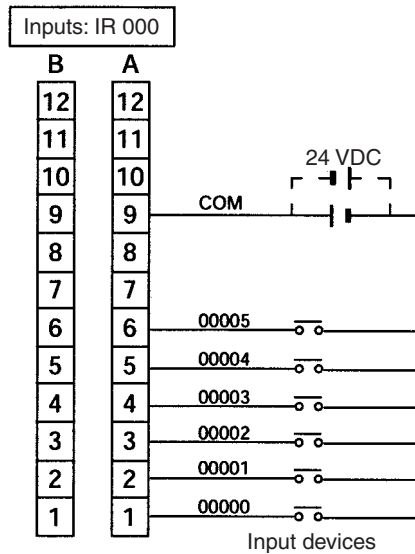 Inputs: IR 000
B A
12 12
11 11
10 10
24 VDC
9 9 COM
8 8
7 7
6 6 00005
5 5 00004
4 4 00003
3 3 00002
2 2 00001
1 1 00000
Input devices